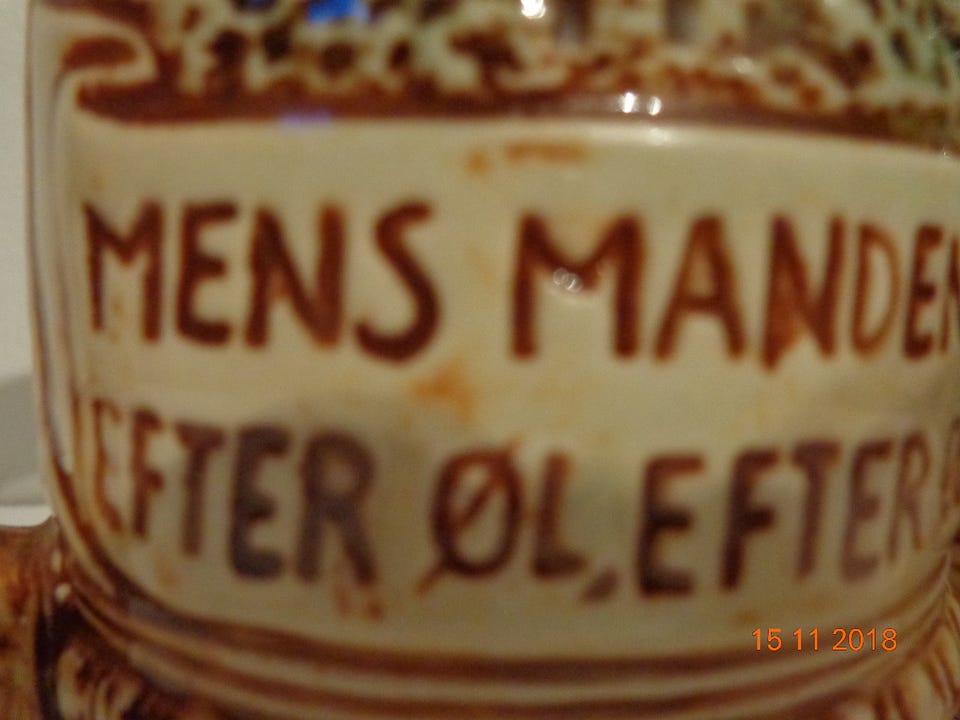 MENS MANDEN
EFTER ØL, EFTER
15 11 2018